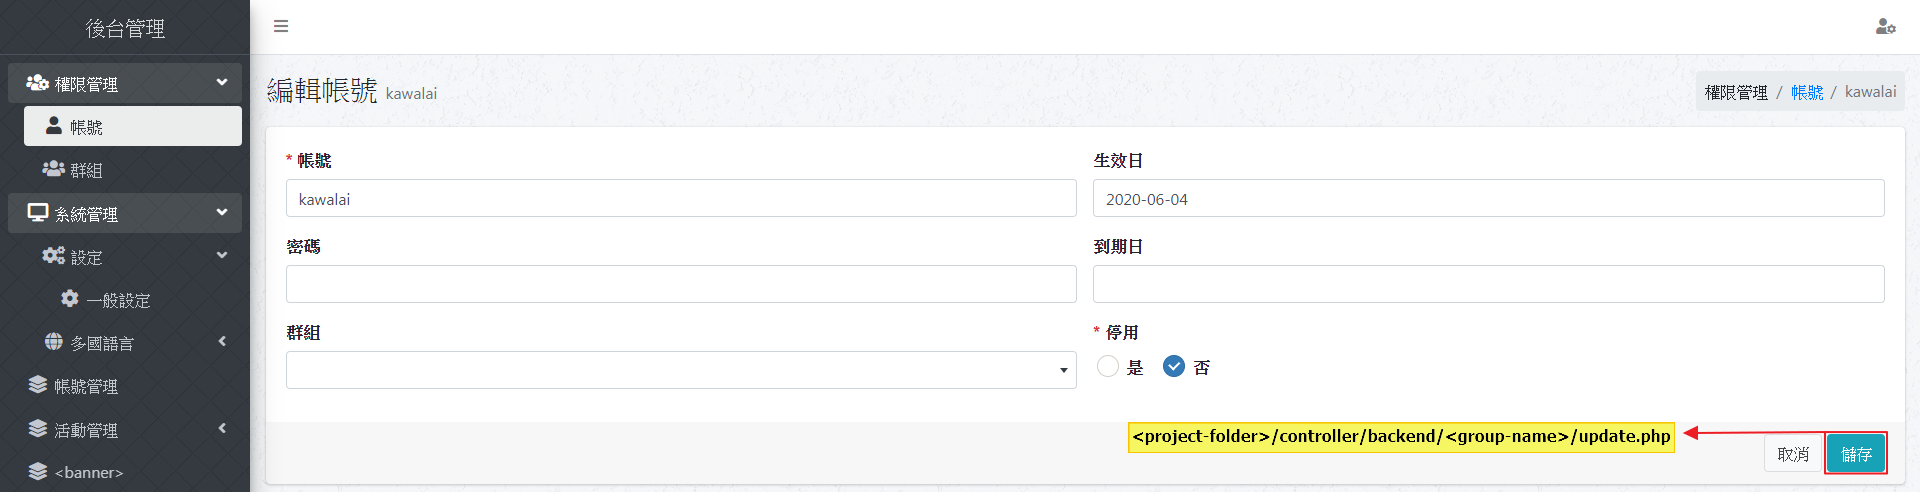 後台管理
權限管理
帳號
群組
系統管理
設定
一般設定
多國語言
帳號管理
活動管理
<banner>
編輯帳號 kawalai
權限管理 / 帳號 / kawalai
* 帳號
kawalai
生效日
2020-06-04
密碼
到期日
群組
* 停用
是 否
<project-folder>/controller/backend/<group-name>/update.php
取消 儲存